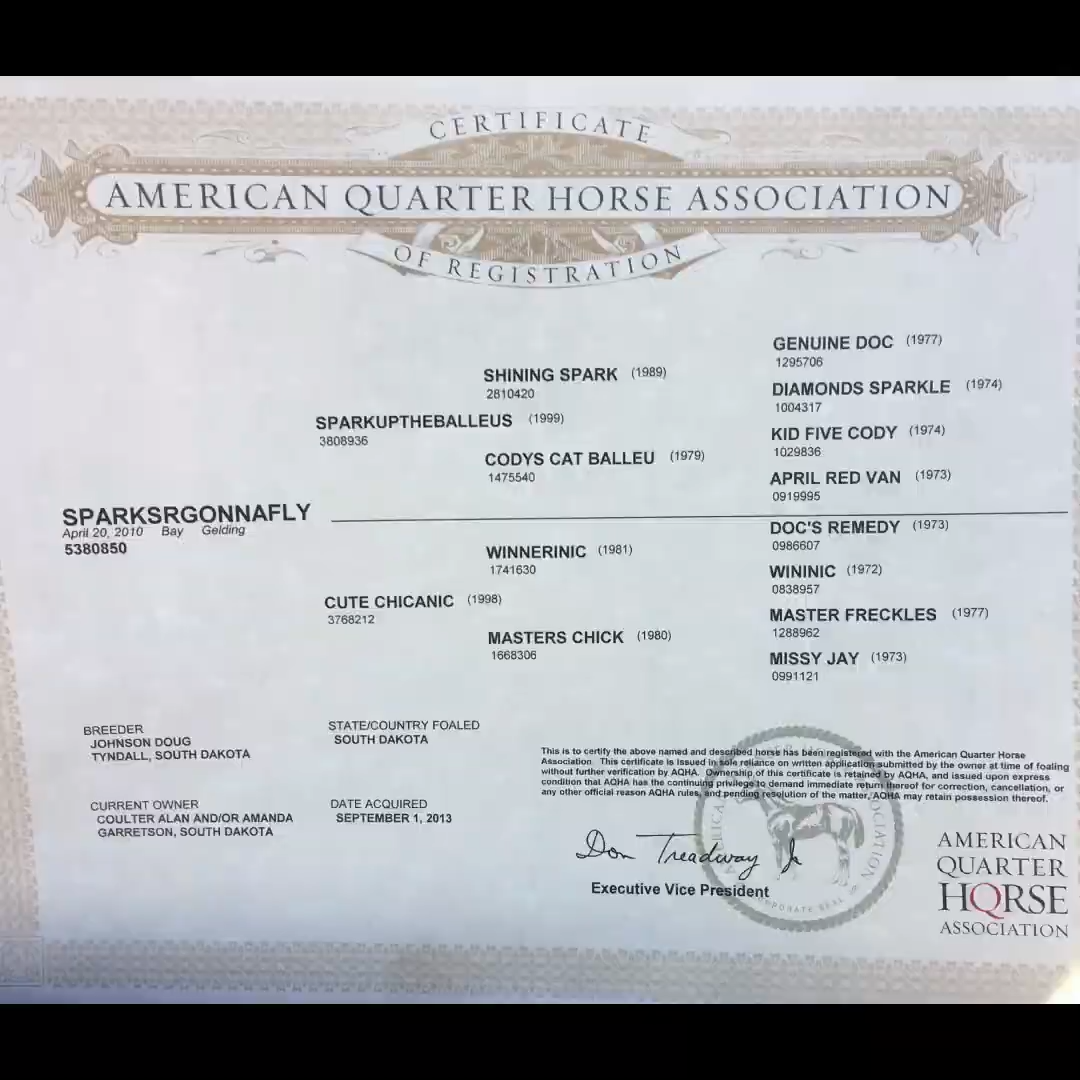 CERTIFICATE
AMERICAN QUARTER HORSE ASSOCIATION
OF REGISTRATION
GENUINE DOC (1977)
1295706
SHINING SPARK (1989)
2810420
DIAMONDS SPARKLE (1974)
1004317
SPARKUPTHEBALLEUS (1999)
3808936
KID FIVE CODY (1974)
1029836
CODYS CAT BALLEU (1979)
1475540
APRIL RED VAN (1973)
0919995
SPARKSRGONNAFLY
April 20, 2010 Bay Gelding
5380850
DOC'S REMEDY (1973)
0986607
WINNERINIC (1981)
1741630
WININIC (1972)
0838957
CUTE CHICANIC (1998)
3768212
MASTER FRECKLES (1977)
1288962
MASTERS CHICK (1980)
1668306
MISSY JAY (1973)
0991121
BREEDER
JOHNSON DOUG
TYNDALL, SOUTH DAKOTA
STATE/COUNTRY FOALED
SOUTH DAKOTA
CURRENT OWNER
COULTER ALAN AND/OR AMANDA
GARRETSON, SOUTH DAKOTA
DATE ACQUIRED
SEPTEMBER 1, 2013
This is to certify the above named and described horse has been registered with the American Quarter Horse
Association. This certificate is issued in sole reliance on written application submitted by the owner at time of foaling
without further verification by AQHA. Ownership of this certificate is retained by AQHA, and issued upon express
condition that AQHA has the continuing privilege to demand immediate return thereof for correction, cancellation, or
any other official reason AQHA rules, and pending resolution of the matter, AQHA may retain possession thereof.
Don Treadway Jr
Executive Vice President
CORPORATE SEAL
AMERICAN
QUARTER
HORSE
ASSOCIATION